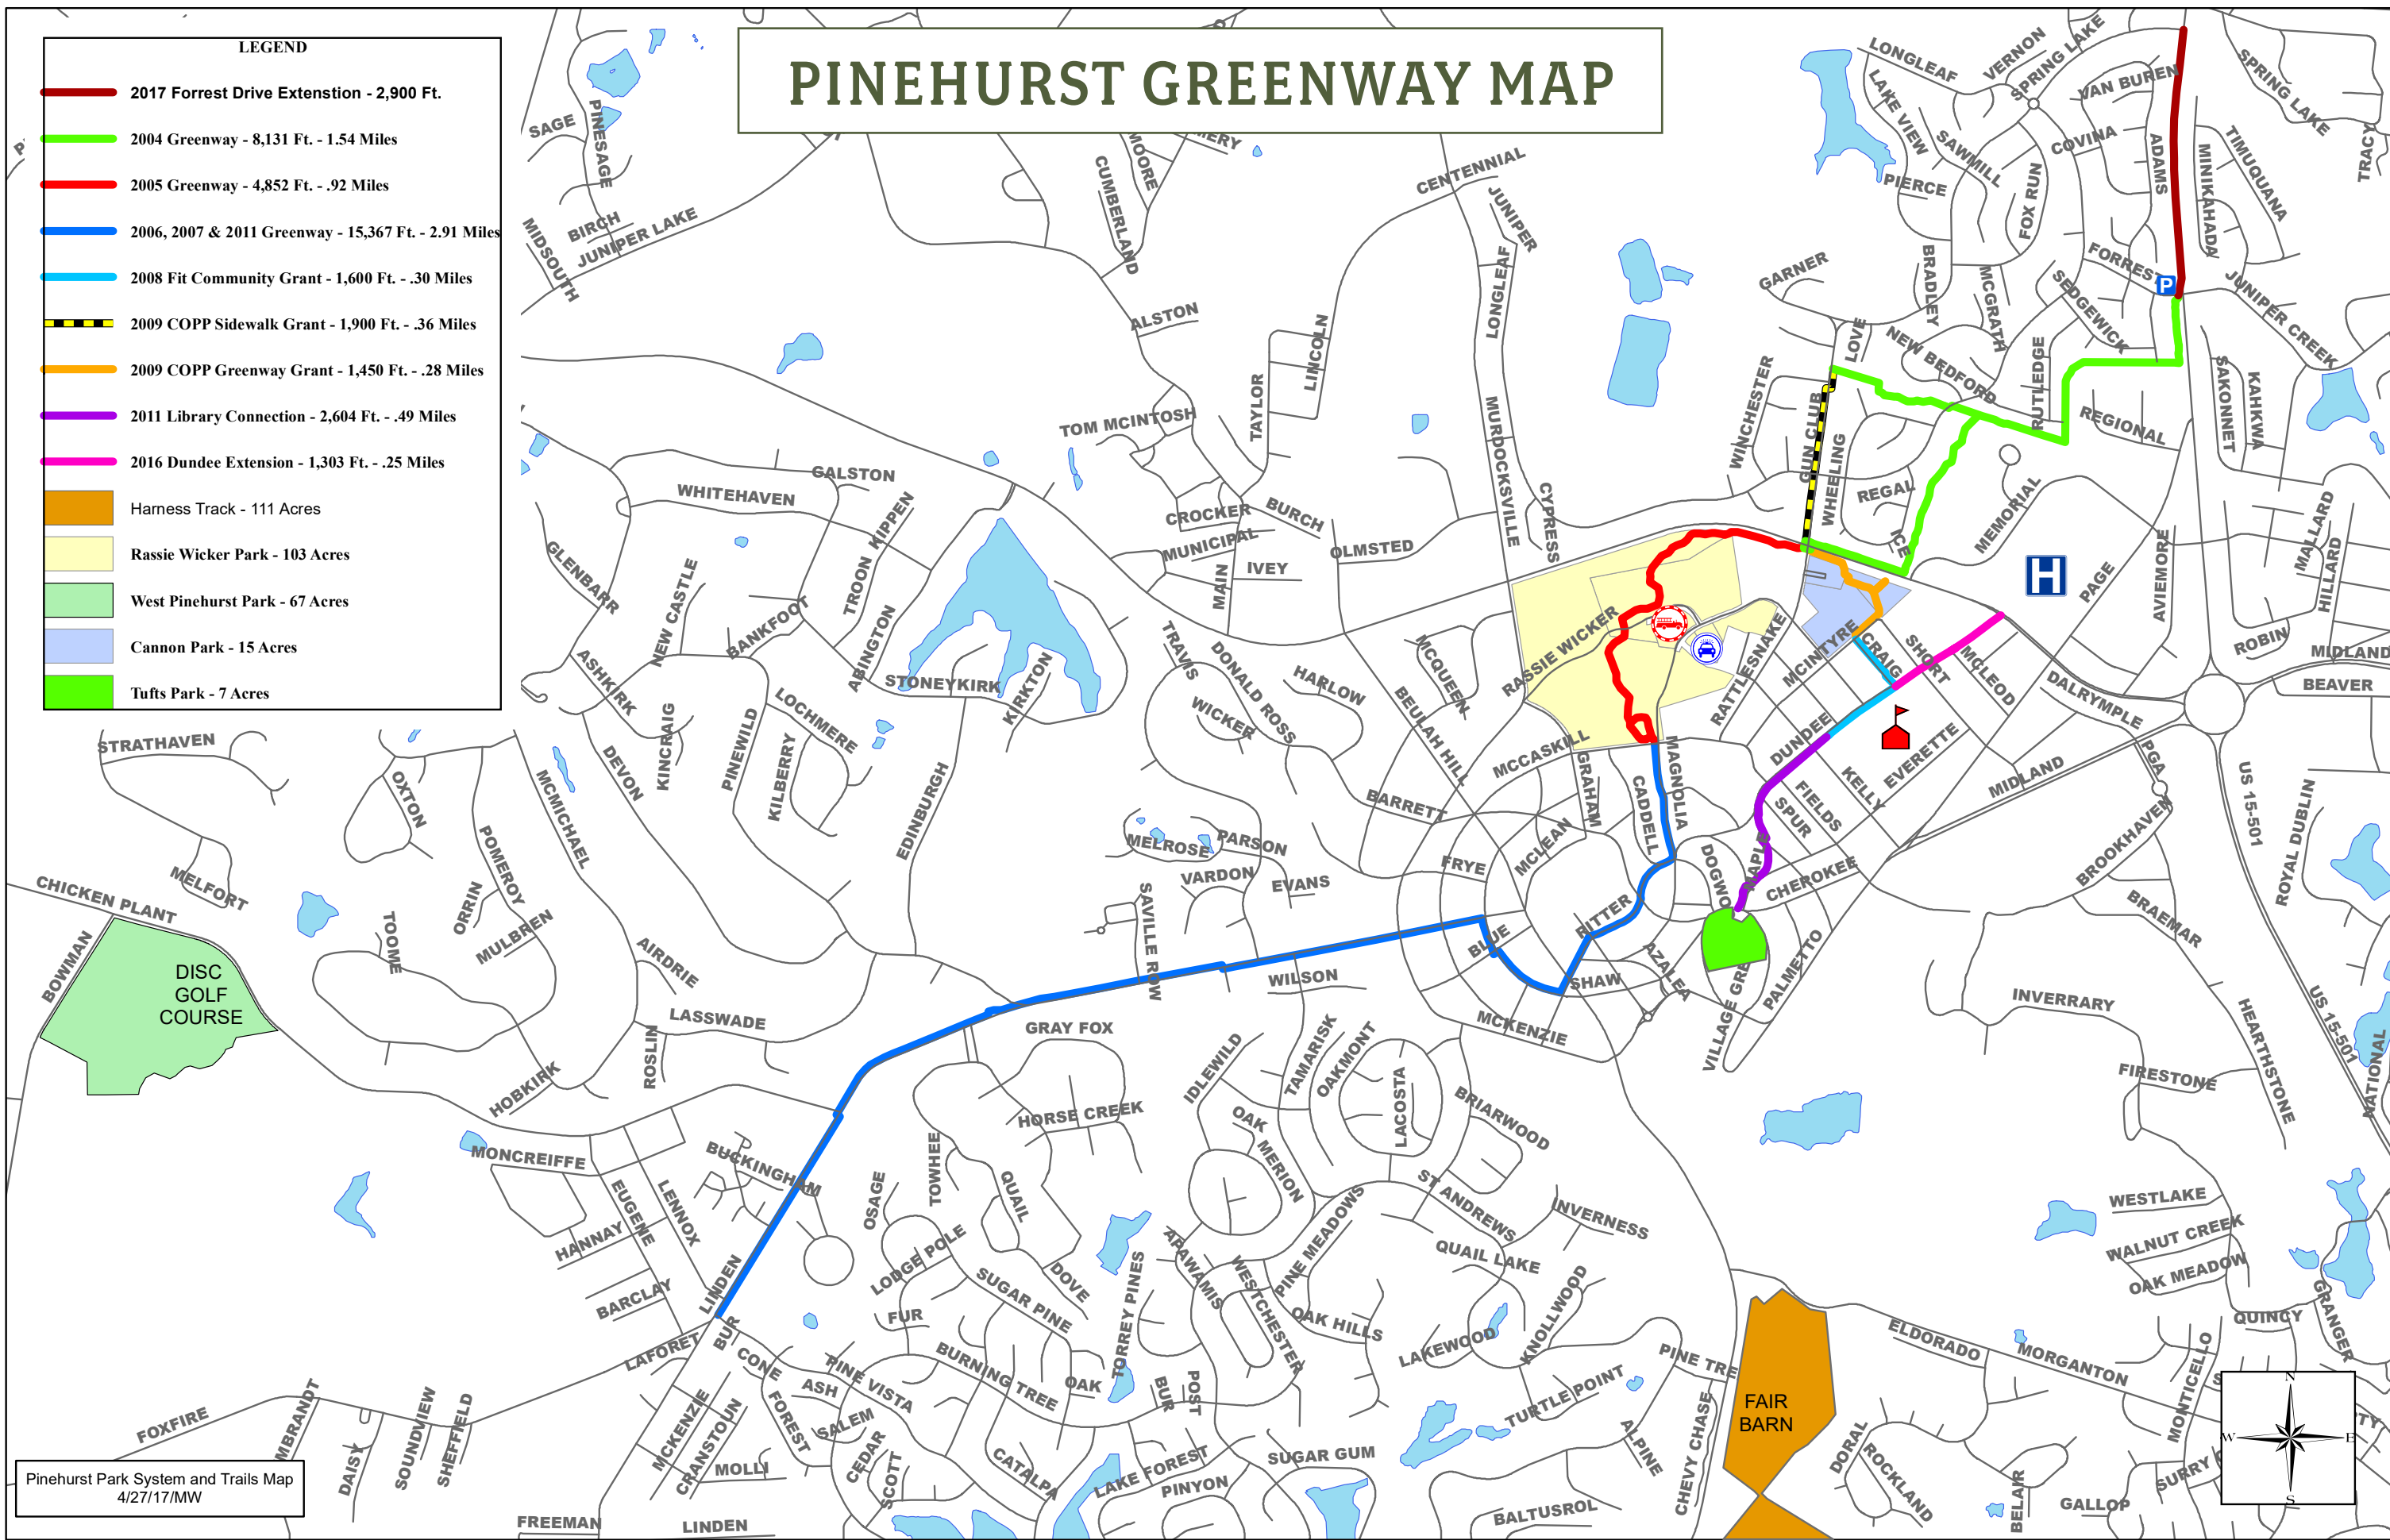 PINEHURST GREENWAY MAP
LEGEND
2017 Forrest Drive Extenstion - 2,900 Ft.
2004 Greenway - 8,131 Ft. - 1.54 Miles
2005 Greenway - 4,852 Ft. - .92 Miles
2006, 2007 & 2011 Greenway - 15,367 Ft. - 2.91 Miles
2008 Fit Community Grant - 1,600 Ft. - .30 Miles
2009 COPP Sidewalk Grant - 1,900 Ft. - .36 Miles
2009 COPP Greenway Grant - 1,450 Ft. - .28 Miles
2011 Library Connection - 2,604 Ft. - .49 Miles
2016 Dundee Extension - 1,303 Ft. - .25 Miles
Harness Track - 111 Acres
Rassie Wicker Park - 103 Acres
West Pinehurst Park - 67 Acres
Cannon Park - 15 Acres
Tufts Park - 7 Acres
SAGE
PINESAGE
BIRCH
JUNIPER LAKE
MIDSOUTH
MOORE
CUMBERLAND
ALSTON
CENTENNIAL
JUNIPER
LONGLEAF
LINCOLN
TAYLOR
TOM MCINTOSH
MURDOCKSVILLE
CYPRESS
LONGLEAF
VERNON
SPRING LAKE
VAN BUREN
SPRING LAKE
LAKE VIEW
SAWMILL
COVINA
ADAMS
MINIKAHADA
TIMUQUANA
TRACY
PIERCE
FOX RUN
GARNER
BRADLEY
MCGRATH
FORREST
P
SEDGEWICK
JUNIPER CREEK
LOVE
NEW BEDFORD
RUTLEDGE
WINCHESTER
GUN CLUB
WHEELING
REGIONAL
SAKONNET
KAHKWA
REGAL
ICE
MEMORIAL
H
PAGE
AVIEMORE
MALLARD
HILLARD
ROBIN
MIDLAND
BEAVER
GALSTON
WHITEHAVEN
KIPPEN
TROON
GLENBARR
NEW CASTLE
BANKFOOT
ABINGTON
ASHKIRK
STONEYKIRK
KIRKTON
KINCRAIG
PINEWILD
LOCHMERE
KILBERRY
DEVON
EDINBURGH
CROCKER
BURCH
MUNICIPAL
OLMSTED
MAIN
IVEY
TRAVIS
DONALD ROSS
WICKER
HARLOW
MCQUEEN
BEULAH HILL
RASSIE WICKER
RATTLESNAKE
MCINTYRE
CRAIG
SHORT
MCLEOD
DALRYMPLE
DUNDEE
EVERETTE
KELLY
MIDLAND
PGA
US 15-501
ROYAL DUBLIN
FIELDS
SPUR
MCCASKILL
GRAHAM
CADDELL
MAGNOLIA
BARRETT
MCLEAN
FRYE
DOGWO
MAPLE
CHEROKEE
BROOKHAVEN
BRAEMAR
STRATHAVEN
OXTON
MCMICHAEL
POMEROY
MELFORT
CHICKEN PLANT
BOWMAN
DISC
GOLF
COURSE
TOOME
ORRIN
MULBREN
AIRDRIE
LASSWADE
ROSLIN
HOBKIRK
MELROSE
PARSON
VARDON
EVANS
SAVILLE ROW
WILSON
BLUE
RITTER
SHAW
AZALEA
MCKENZIE
VILLAGE GRE
PALMETTO
INVERRARY
HEARTHSTONE
US 15-501
NATIONAL
FIRESTONE
GRAY FOX
HORSE CREEK
IDLEWILD
TAMARISK
OAKMONT
LACOSTA
BRIARWOOD
OAK
MERION
MONCREIFFE
BUCKINGHAM
EUGENE
LENNOX
HANNAY
BARCLAY
LINDEN
OSAGE
TOWHEE
QUAIL
LODGE POLE
FUR
SUGAR PINE
DOVE
TORREY PINES
APAWAMIS
WESTCHESTER
PINE MEADOWS
ST ANDREWS
INVERNESS
QUAIL LAKE
OAK HILLS
LAKEWOOD
KNOLLWOOD
WESTLAKE
WALNUT CREEK
OAK MEADOW
GRANGER
QUINCY
LAFORET
BUR
CONE
ASH
PINE VISTA
BURNING TREE
OAK
BUR
POST
TURTLE POINT
PINE TRE
ELDORADO
MORGANTON
MONTICELLO
FAIR
BARN
FOXFIRE
MBRANDT
DAISY
SOUNDVIEW
SHEFFIELD
MCKENZIE
CRANSTOUN
FOREST
SALEM
CEDAR
SCOTT
MOLLI
CATALPA
LAKE FOREST
PINYON
SUGAR GUM
ALPINE
CHEVY CHASE
BALTUSROL
DORAL
ROCKLAND
BELAIR
GALLOP
SURRY
FREEMAN
LINDEN
N
W
E
S
Pinehurst Park System and Trails Map
4/27/17/MW